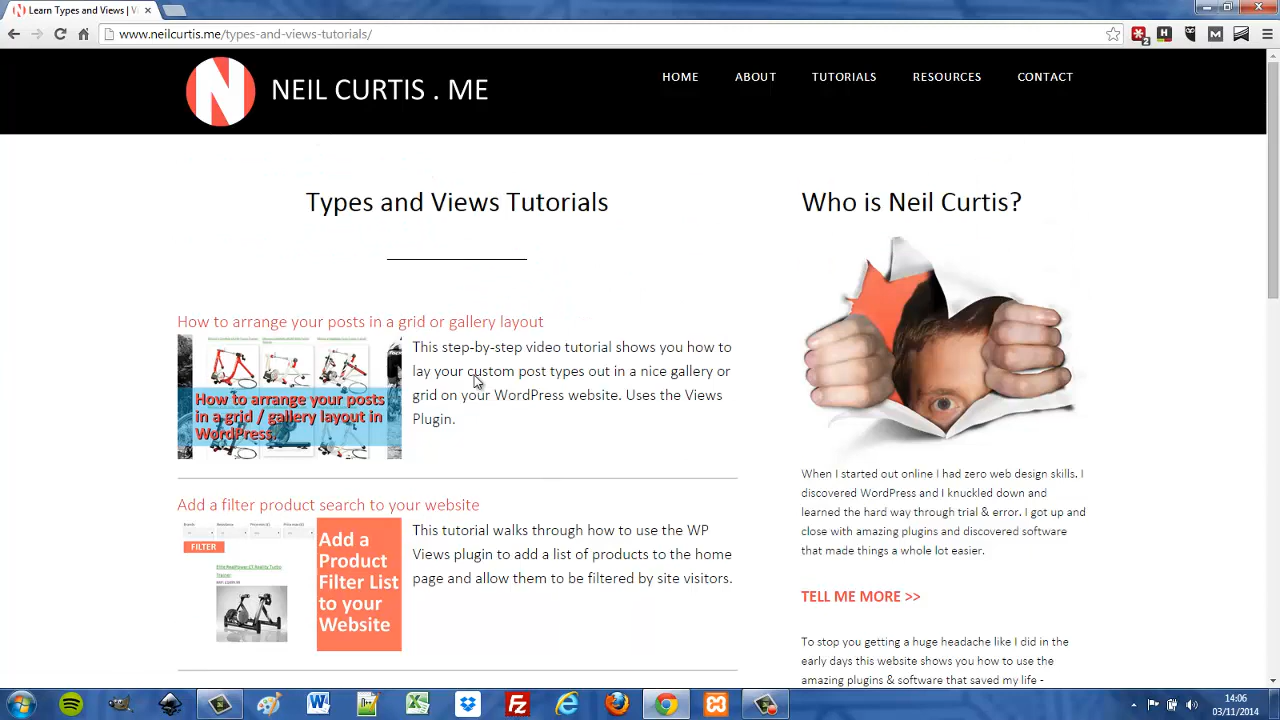 Learn Types and Views | V
www.neilcurtis.me/types-and-views-tutorials/
2
H
M
N
NEIL CURTIS . ME
HOME
ABOUT
TUTORIALS
RESOURCES
CONTACT
Types and Views Tutorials
How to arrange your posts in a grid or gallery layout
How to arrange your posts
in a grid / gallery layout in
WordPress.
This step-by-step video tutorial shows you how to
lay your custom post types out in a nice gallery or
grid on your WordPress website. Uses the Views
Plugin.
Add a filter product search to your website
FILTER
Add a
Product
Filter List
to your
Website
This tutorial walks through how to use the WP
Views plugin to add a list of products to the home
page and allow them to be filtered by site visitors.
Who is Neil Curtis?
When I started out online I had zero web design skills. I
discovered WordPress and I knuckled down and
learned the hard way through trial & error. I got up and
close with amazing plugins and discovered software
that made things a whole lot easier.
TELL ME MORE >>
To stop you getting a huge headache like I did in the
early days this website shows you how to use the
amazing plugins & software that saved my life -
14:06
03/11/2014